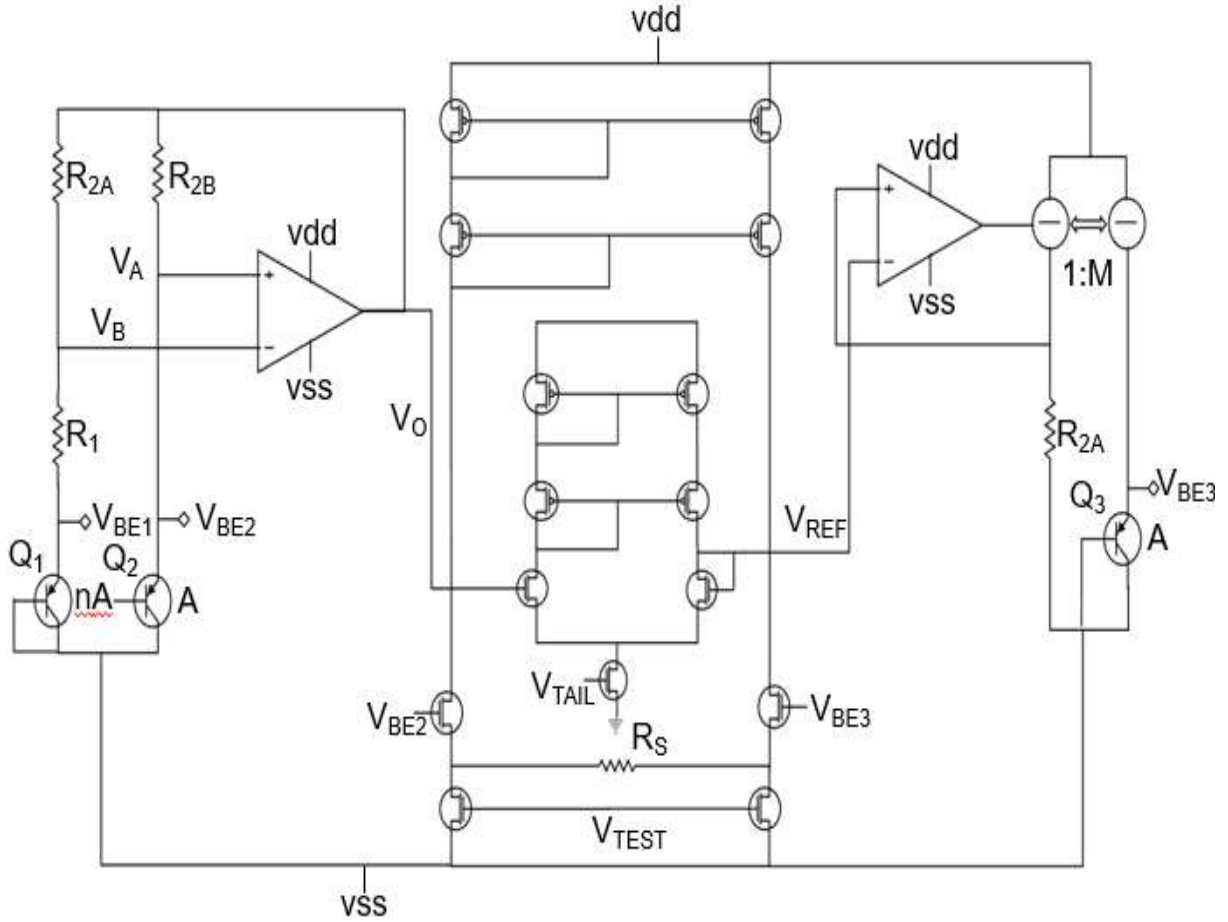 vdd
R2A
R2B
vdd
+
VA
VB
−
vss
R1
VO
VBE1
VBE2
Q1
nA
Q2
A
vdd
+
−
vss
1:M
R2A
VREF
Q3
VBE3
A
VTAIL
VBE2
VBE3
RS
VTEST
vss